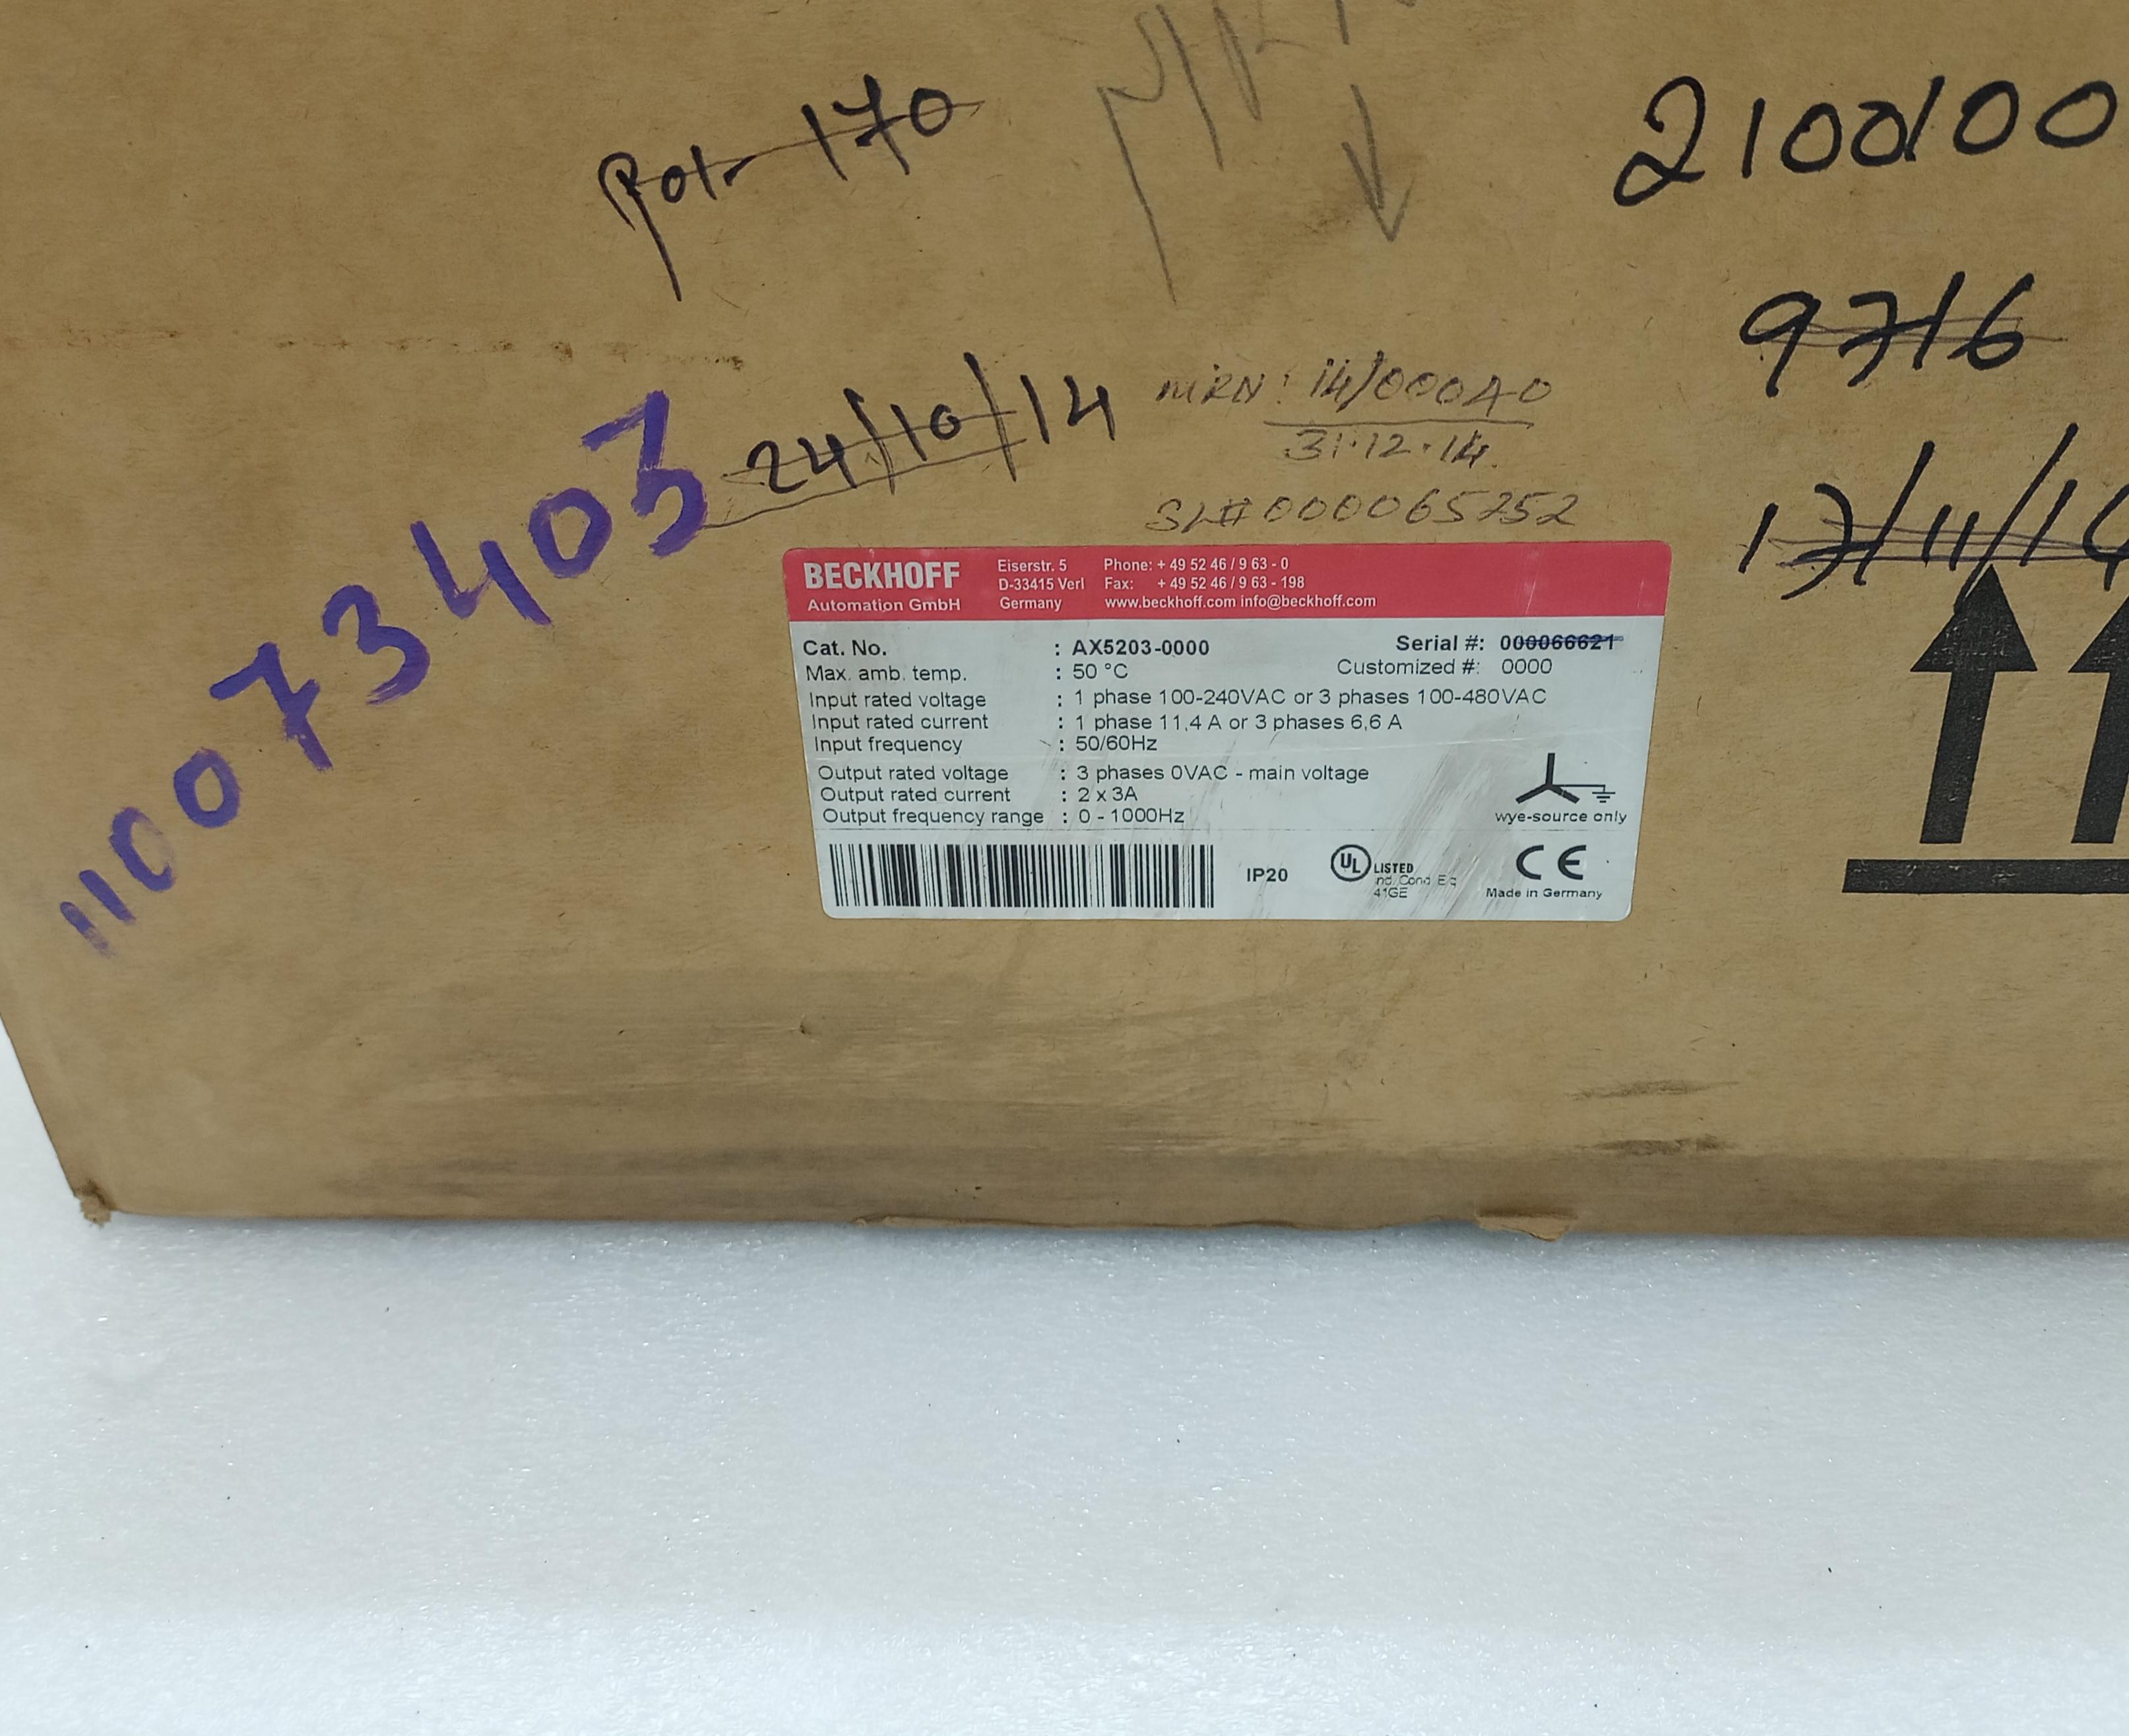 170
2100100
9716
24/10/14
MRN: 14/000A0
31.12.14.
17/11/14
SL#000065252
110073403
BECKHOFF
Automation GmbH
Eiserstr. 5
D-33415 Verl
Germany
Phone: + 49 52 46 / 9 63 - 0
Fax: + 49 52 46 / 9 63 - 198
www.beckhoff.com info@beckhoff.com
Cat. No. : AX5203-0000
Serial #: 000066621
Max. amb. temp. : 50 °C
Customized #: 0000
Input rated voltage : 1 phase 100-240VAC or 3 phases 100-480VAC
Input rated current : 1 phase 11,4 A or 3 phases 6,6 A
Input frequency : 50/60Hz
Output rated voltage : 3 phases 0VAC - main voltage
Output rated current : 2 x 3A
Output frequency range : 0 - 1000Hz
wye-source only
IP20
UL LISTED
Ind. Cond. Eq
41GE
CE
Made in Germany